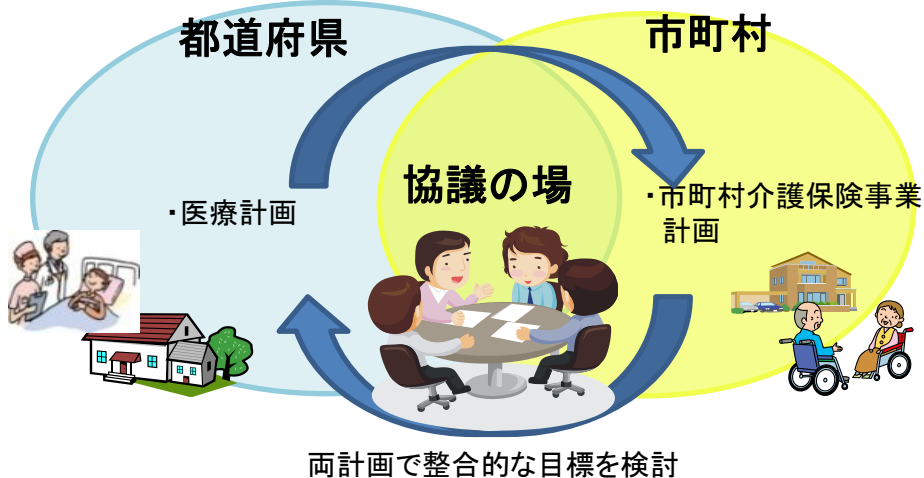 都道府県
市町村
協議の場
・医療計画
・市町村介護保険事業
計画
両計画で整合的な目標を検討